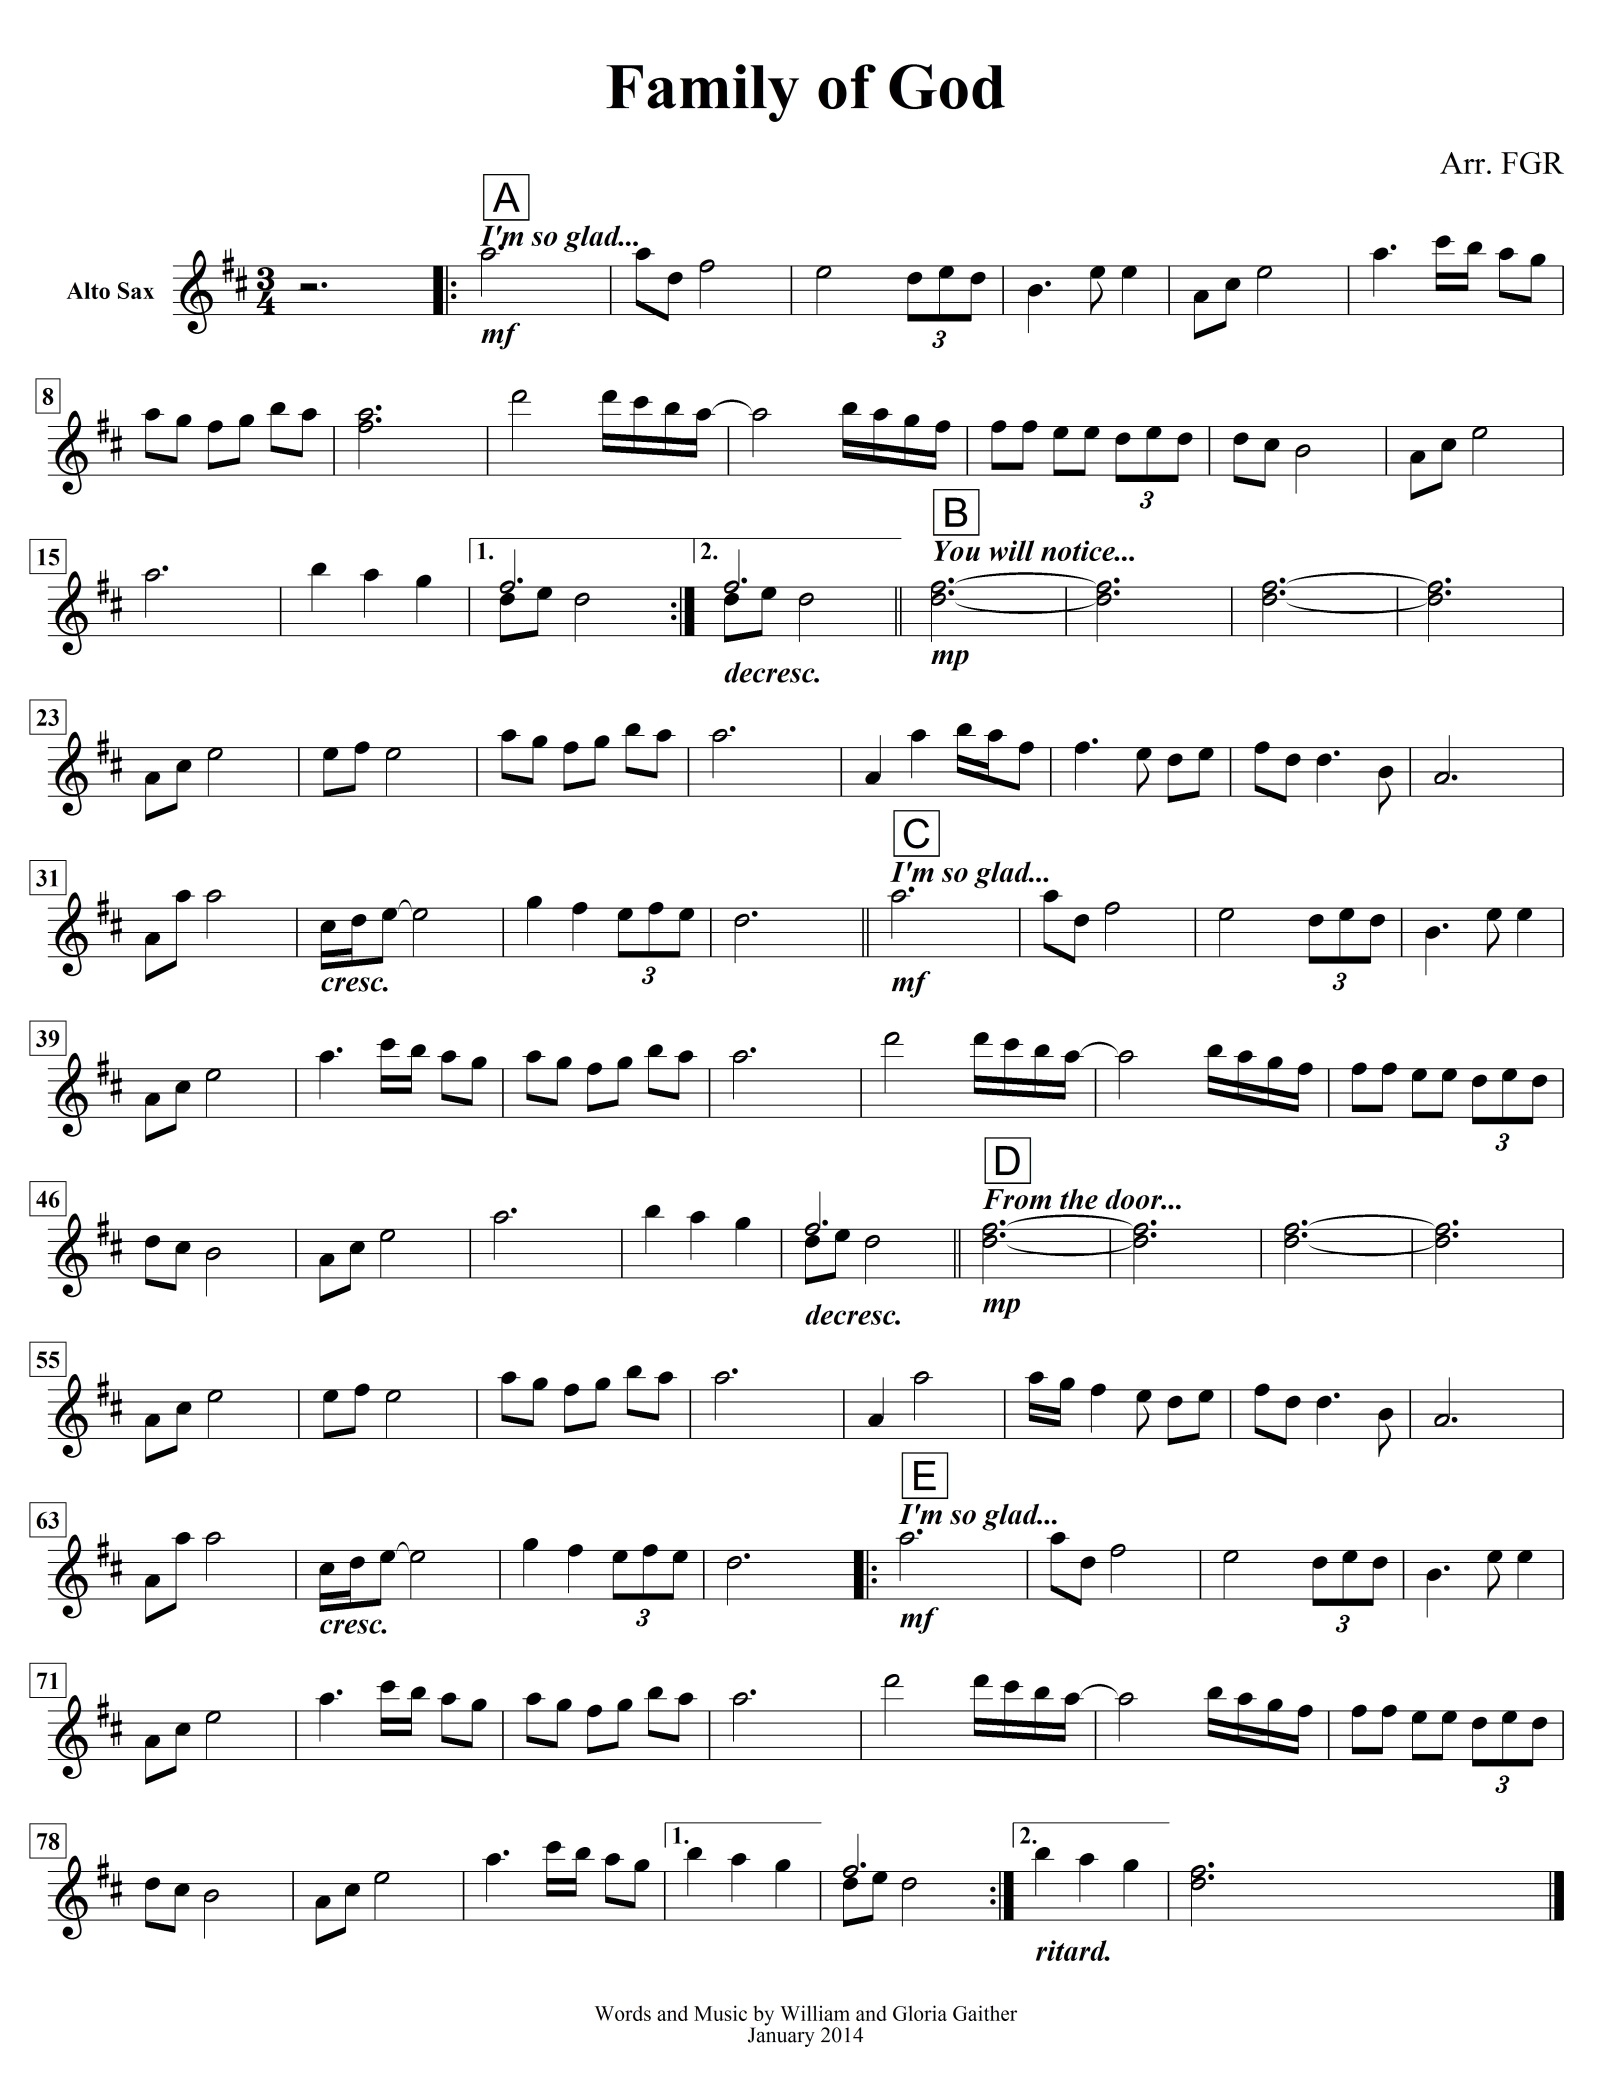 Family of God
Arr. FGR
A
I'm so glad...
Alto Sax
3
4
mf
3
8
3
B
15
1.
2.
You will notice...
decresc.
mp
23
C
31
I'm so glad...
cresc.
3
mf
3
39
3
D
46
From the door...
decresc.
mp
55
E
63
I'm so glad...
cresc.
3
mf
3
71
3
78
1.
2.
ritard.
Words and Music by William and Gloria Gaither
January 2014